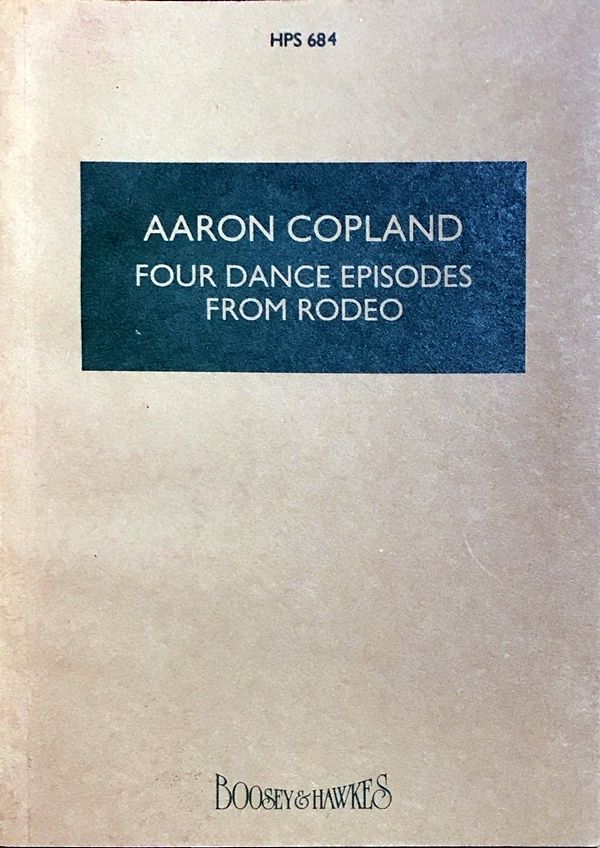 HPS 684
AARON COPLAND
FOUR DANCE EPISODES
FROM RODEO
BOOSEY & HAWKES